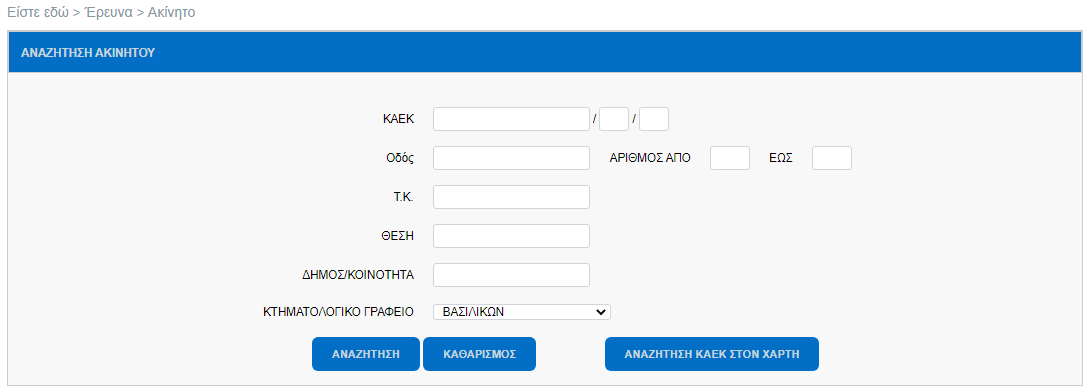 Είστε εδώ > Έρευνα > Ακίνητο
ΑΝΑΖΗΤΗΣΗ ΑΚΙΝΗΤΟΥ
ΚΑΕΚ / /
Οδός ΑΡΙΘΜΟΣ ΑΠΟ ΕΩΣ
Τ.Κ.
ΘΕΣΗ
ΔΗΜΟΣ/ΚΟΙΝΟΤΗΤΑ
ΚΤΗΜΑΤΟΛΟΓΙΚΟ ΓΡΑΦΕΙΟ ΒΑΣΙΛΙΚΩΝ
ΑΝΑΖΗΤΗΣΗ ΚΑΘΑΡΙΣΜΟΣ ΑΝΑΖΗΤΗΣΗ ΚΑΕΚ ΣΤΟΝ ΧΑΡΤΗ